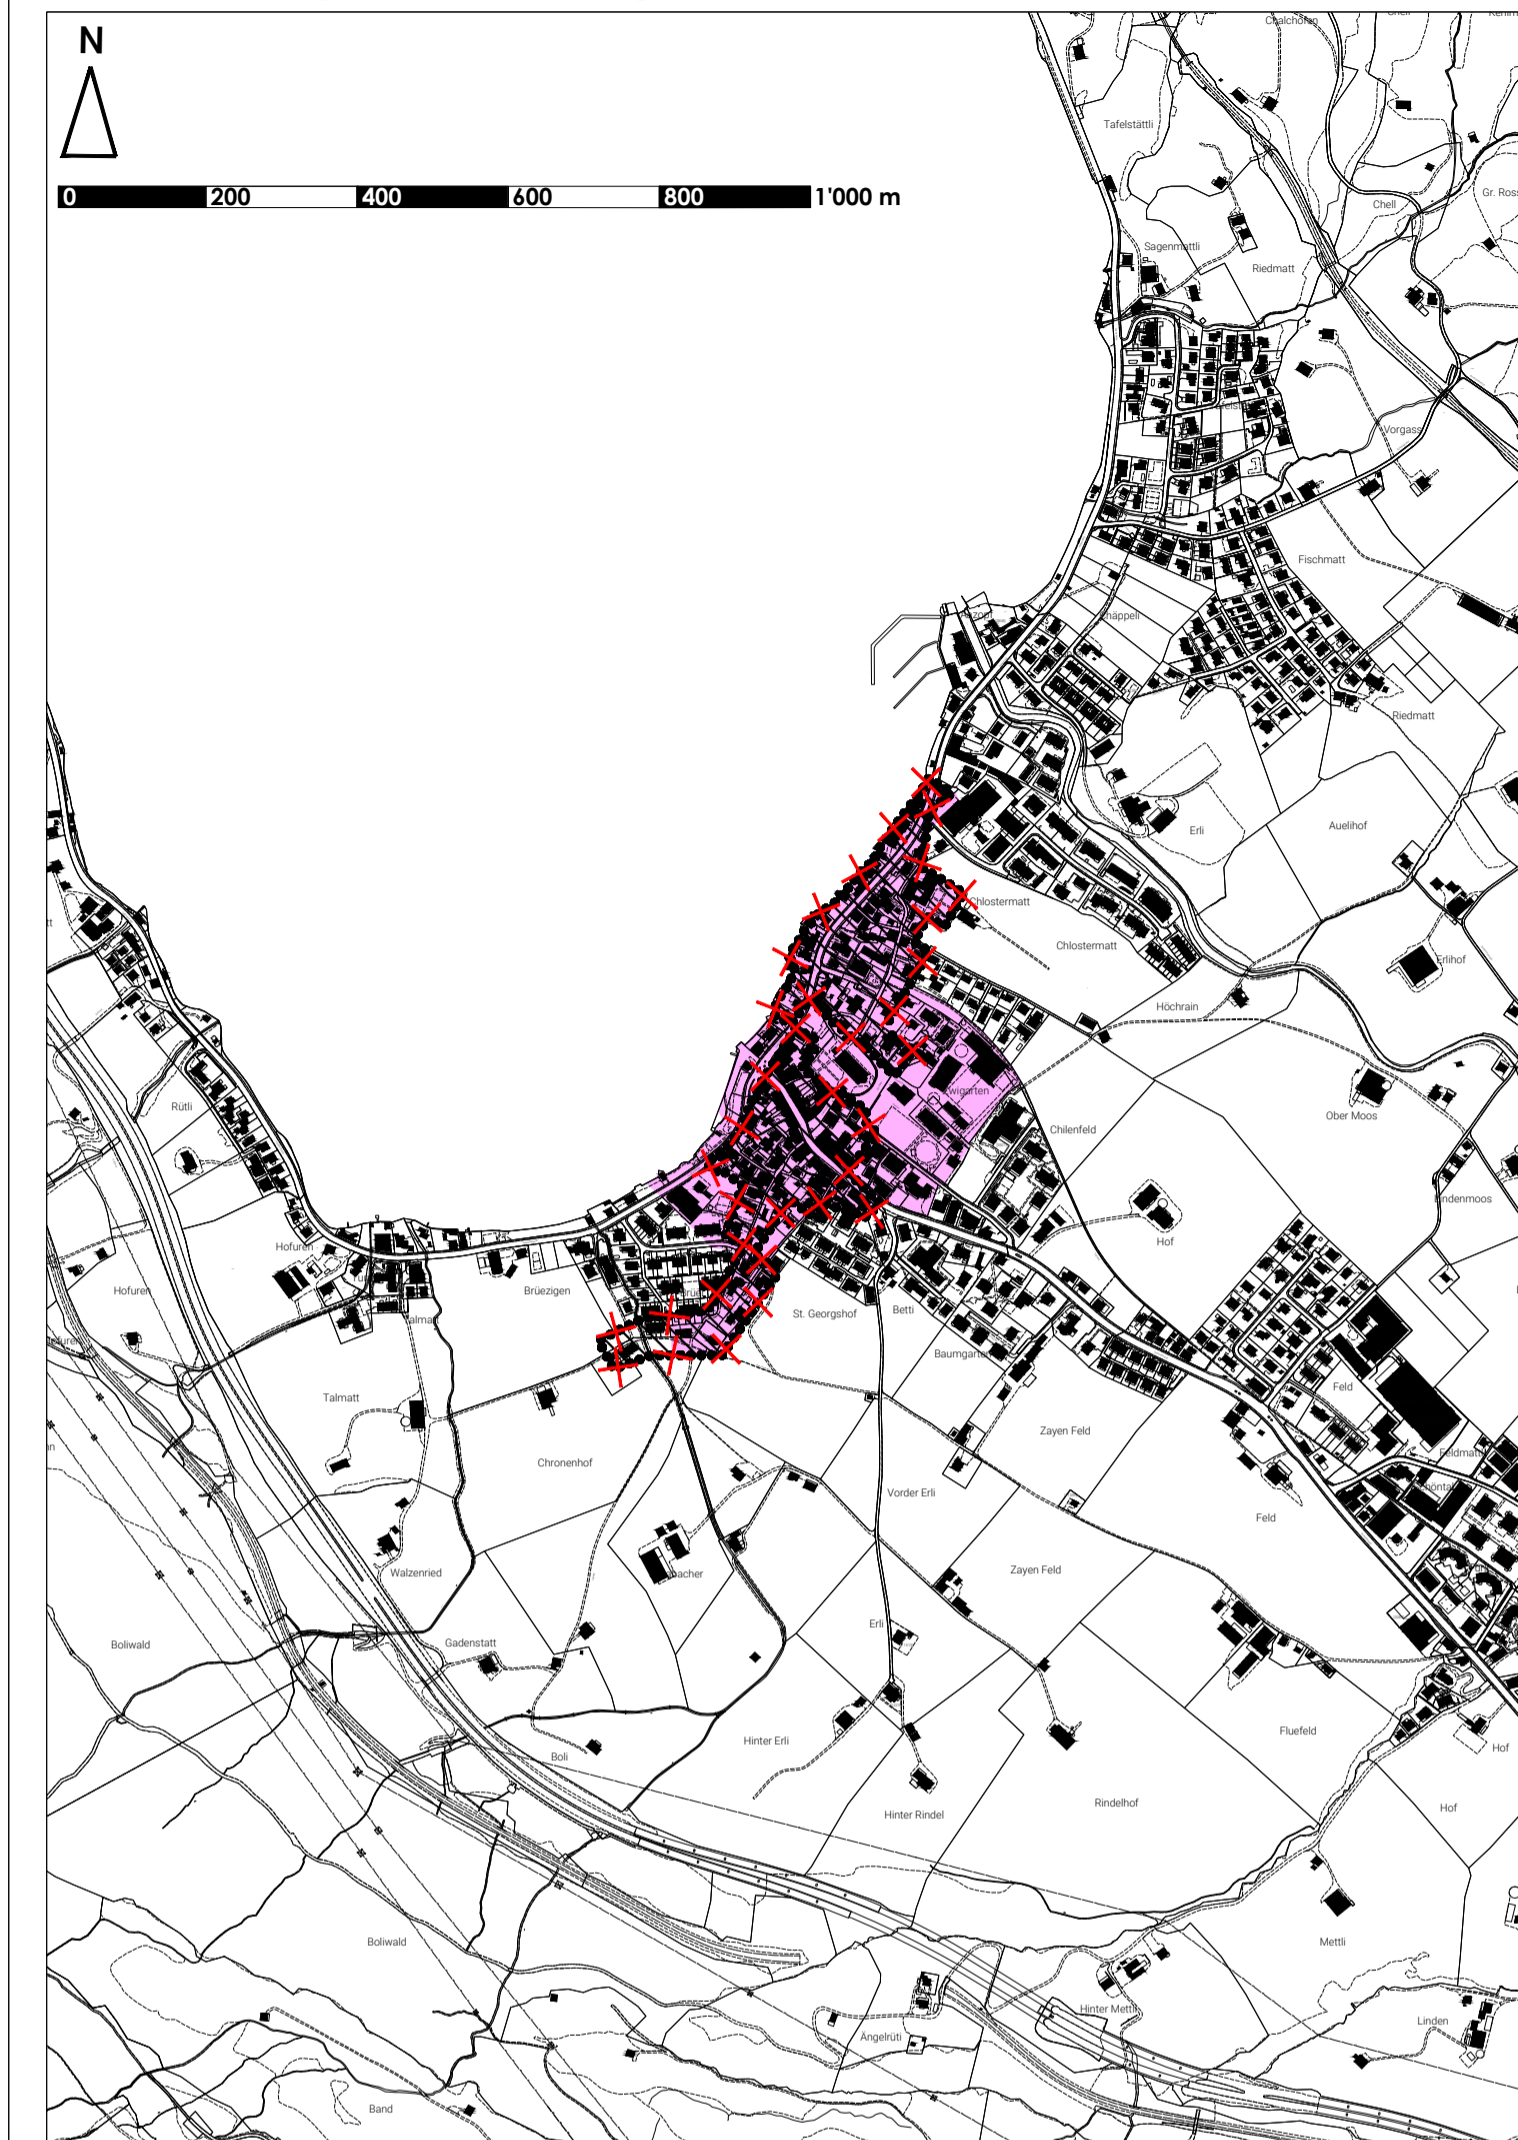 N
0 200 400 600 800 1'000 m
Chalchofen
Tafelstättli
Chell
Gr. Ross
Sagenmattli
Riedmatt
Vorgass
Fischmatt
Riedmatt
Erli
Auelihof
Chlostermatt
Chlostermatt
Erlihof
Höchrain
Rütli
Chilenfeld
Ober Moos
Lindenmoos
Hof
Hofuren
Hofuren
Brüezigen
St. Georgshof
Betti
Baumgarten
Feld
Talmatt
Zayen Feld
Feldmatt
Chronenhof
Vorder Erli
Feld
Walzenried
Zayen Feld
Erli
Boliwald
Gadenstatt
Fluefeld
Hinter Erli
Hof
Boli
Rindelhof
Hinter Rindel
Hof
Boliwald
Mettli
Hinter Mettli
Linden
Ängelrüti
Band